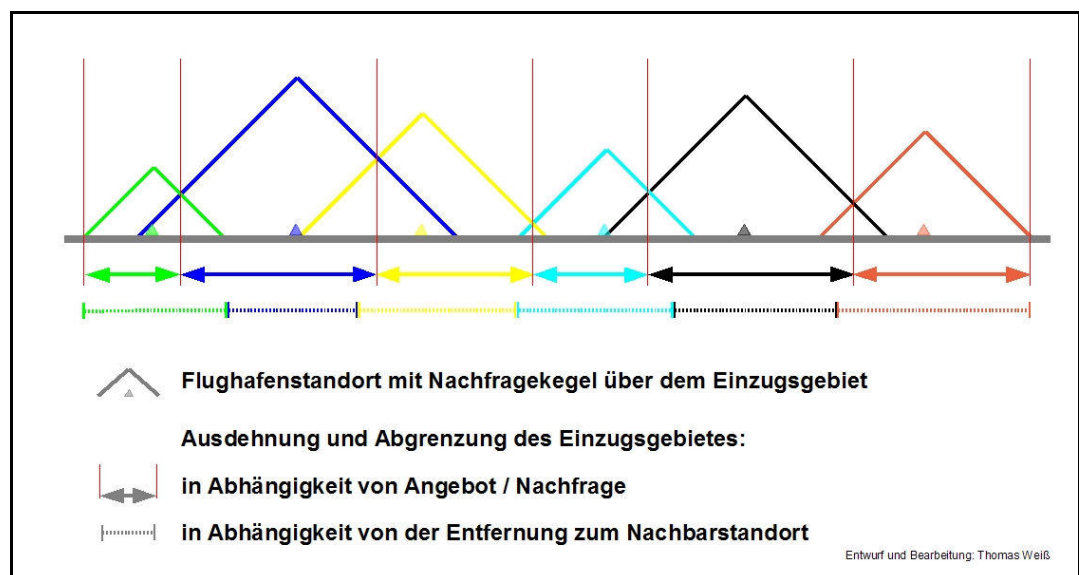 Flughafenstandort mit Nachfragekegel über dem Einzugsgebiet
Ausdehnung und Abgrenzung des Einzugsgebietes:
in Abhängigkeit von Angebot / Nachfrage
in Abhängigkeit von der Entfernung zum Nachbarstandort
Entwurf und Bearbeitung: Thomas Weiß